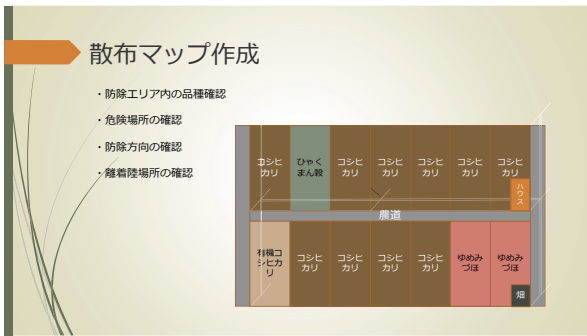 散布マップ作成
・防除エリア内の品種確認
・危険場所の確認
・防除方向の確認
・離着陸場所の確認
コシヒ
カリ
ひゃく
まん穀
コシヒ
カリ
コシヒ
カリ
コシヒ
カリ
コシヒ
カリ
コシヒ
カリ
ハウス
農道
有機コ
シヒカ
リ
コシヒ
カリ
コシヒ
カリ
コシヒ
カリ
コシヒ
カリ
ゆめみ
づほ
ゆめみ
づほ
畑